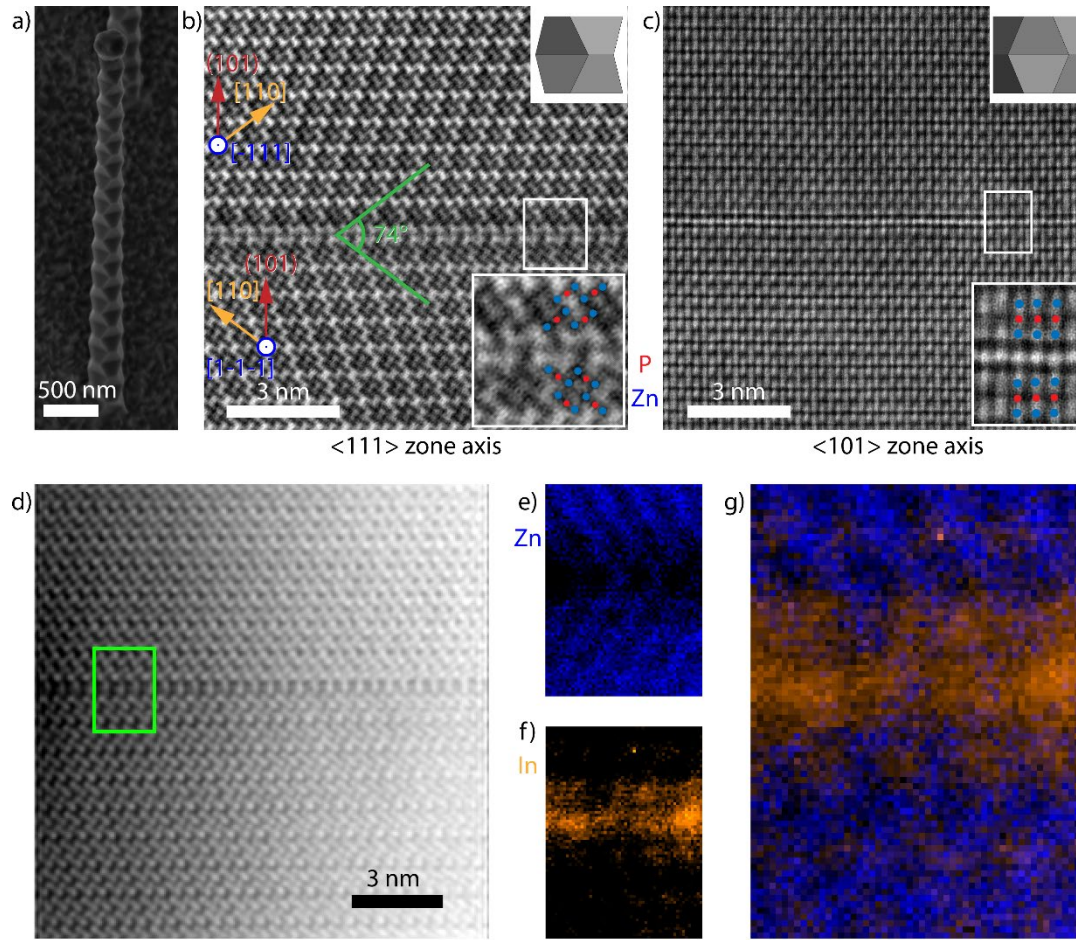 a)
500 nm
b)
(101)
[110]
[-111]
74°
(101)
[110]
[1-1-1]
3 nm
<111> zone axis
P
Zn
c)
3 nm
<101> zone axis
d)
3 nm
e)
Zn
f)
In
g)